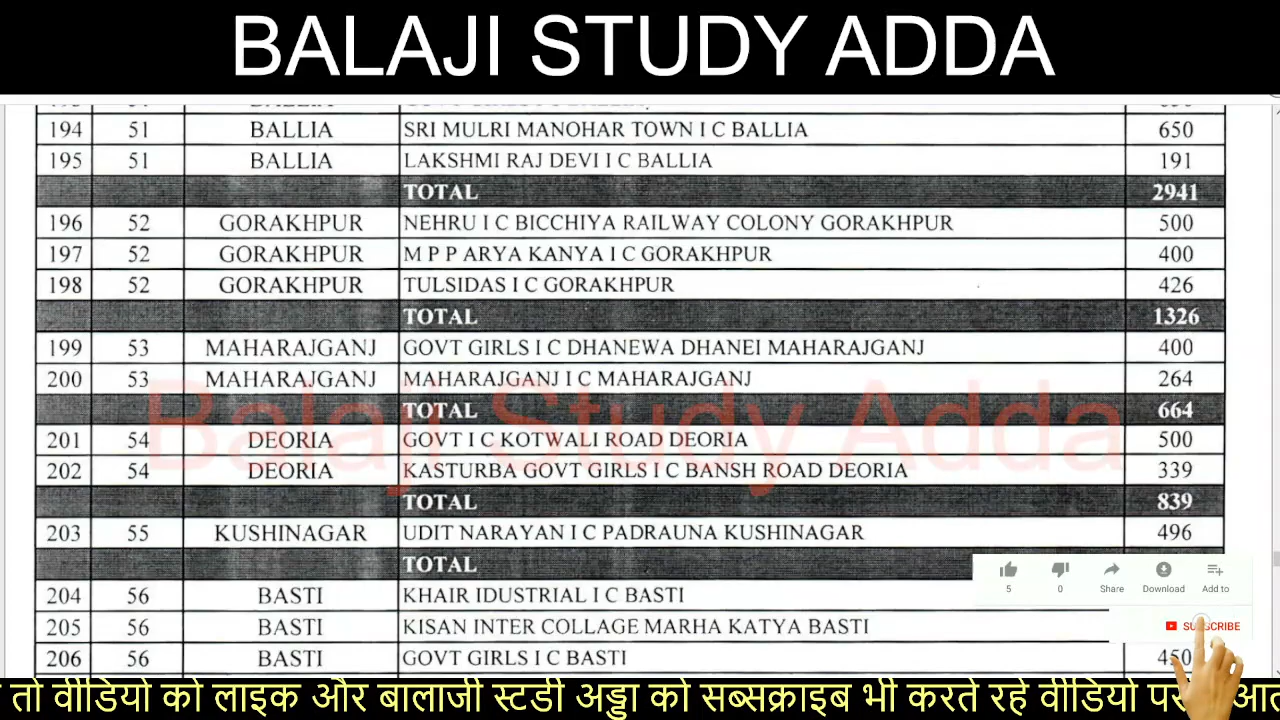 BALAJI STUDY ADDA
194 51 BALLIA SRI MULRI MANOHAR TOWN I C BALLIA 650
195 51 BALLIA LAKSHMI RAJ DEVI I C BALLIA 191
TOTAL 2941
196 52 GORAKHPUR NEHRU I C BICCHIYA RAILWAY COLONY GORAKHPUR 500
197 52 GORAKHPUR M P P ARYA KANYA I C GORAKHPUR 400
198 52 GORAKHPUR TULSIDAS I C GORAKHPUR 426
TOTAL 1326
199 53 MAHARAJGANJ GOVT GIRLS I C DHANEWA DHANEI MAHARAJGANJ 400
200 53 MAHARAJGANJ MAHARAJGANJ I C MAHARAJGANJ 264
Balaji Study Adda
TOTAL 664
201 54 DEORIA GOVT I C KOTWALI ROAD DEORIA 500
202 54 DEORIA KASTURBA GOVT GIRLS I C BANSH ROAD DEORIA 339
TOTAL 839
203 55 KUSHINAGAR UDIT NARAYAN I C PADRAUNA KUSHINAGAR 496
TOTAL
5 0 Share Download Add to
204 56 BASTI KHAIR IDUSTRIAL I C BASTI
205 56 BASTI KISAN INTER COLLAGE MARHA KATYA BASTI
SUBSCRIBE
206 56 BASTI GOVT GIRLS I C BASTI 450
तो वीडियो को लाइक और बालाजी स्टडी अड्डा को सब्सक्राइब भी करते रहे वीडियो